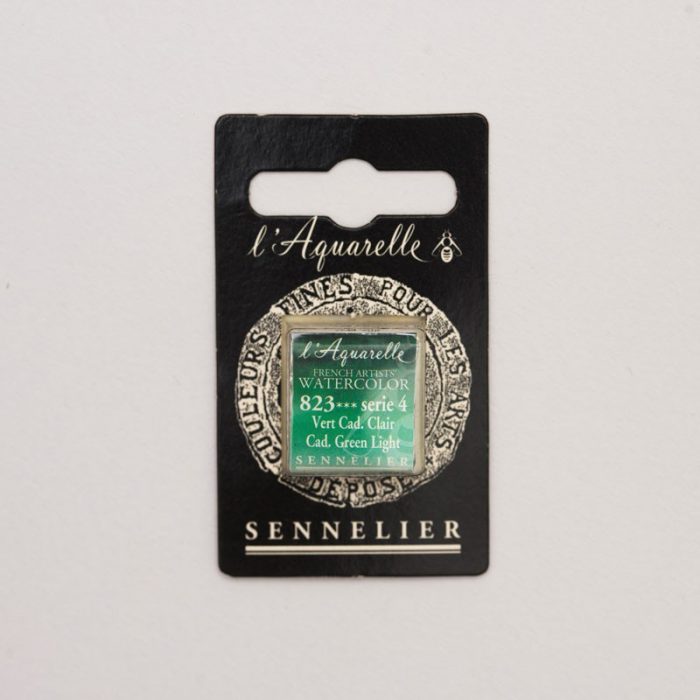 l'Aquarelle
COULEURS FINES POUR LES ARTS
DÉPOSÉ
l'Aquarelle
FRENCH ARTISTS'
WATERCOLOR
823*** serie 4
Vert Cad. Clair
Cad. Green Light
SENNELIER
SENNELIER